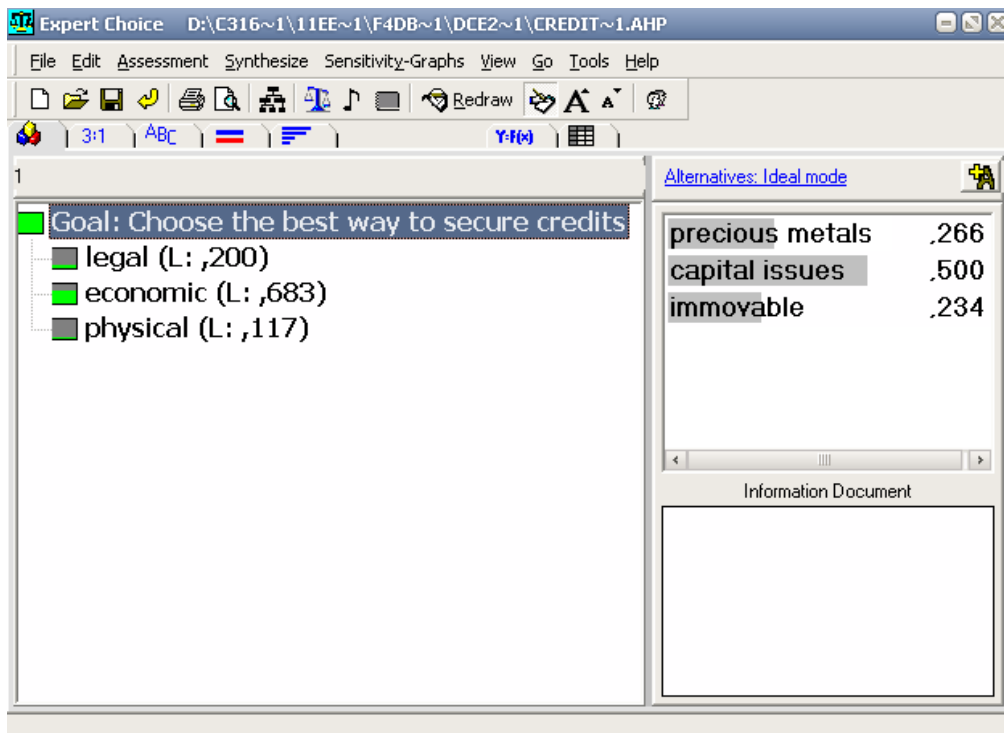 Expert Choice D:\C316~1\11EE~1\F4DB~1\DCE2~1\CREDIT~1.AHP
File Edit Assessment Synthesize Sensitivity-Graphs View Go Tools Help
Redraw A A
3:1 ABC Y=F(x)
1
Alternatives: Ideal mode
A
Goal: Choose the best way to secure credits
legal (L: ,200)
economic (L: ,683)
physical (L: ,117)
precious metals ,266
capital issues ,500
immovable ,234
Information Document